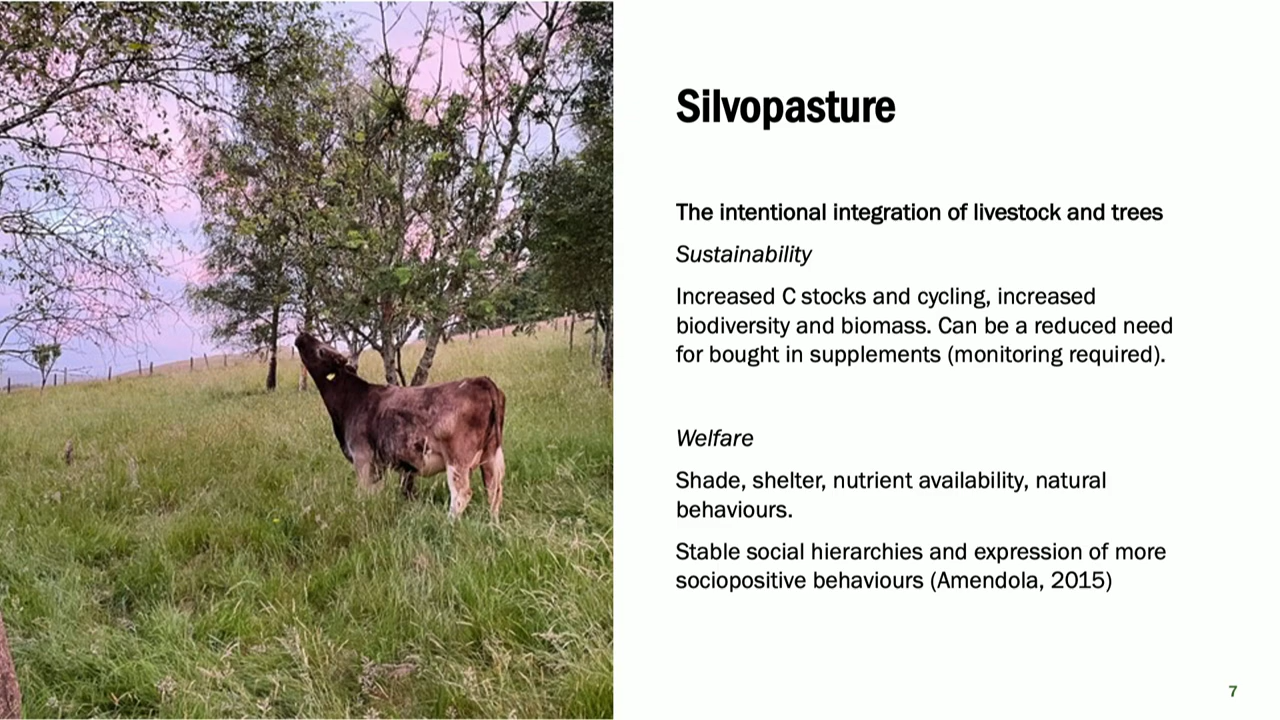 Silvopasture
The intentional integration of livestock and trees
Sustainability
Increased C stocks and cycling, increased
biodiversity and biomass. Can be a reduced need
for bought in supplements (monitoring required).
Welfare
Shade, shelter, nutrient availability, natural
behaviours.
Stable social hierarchies and expression of more
sociopositive behaviours (Amendola, 2015)
7